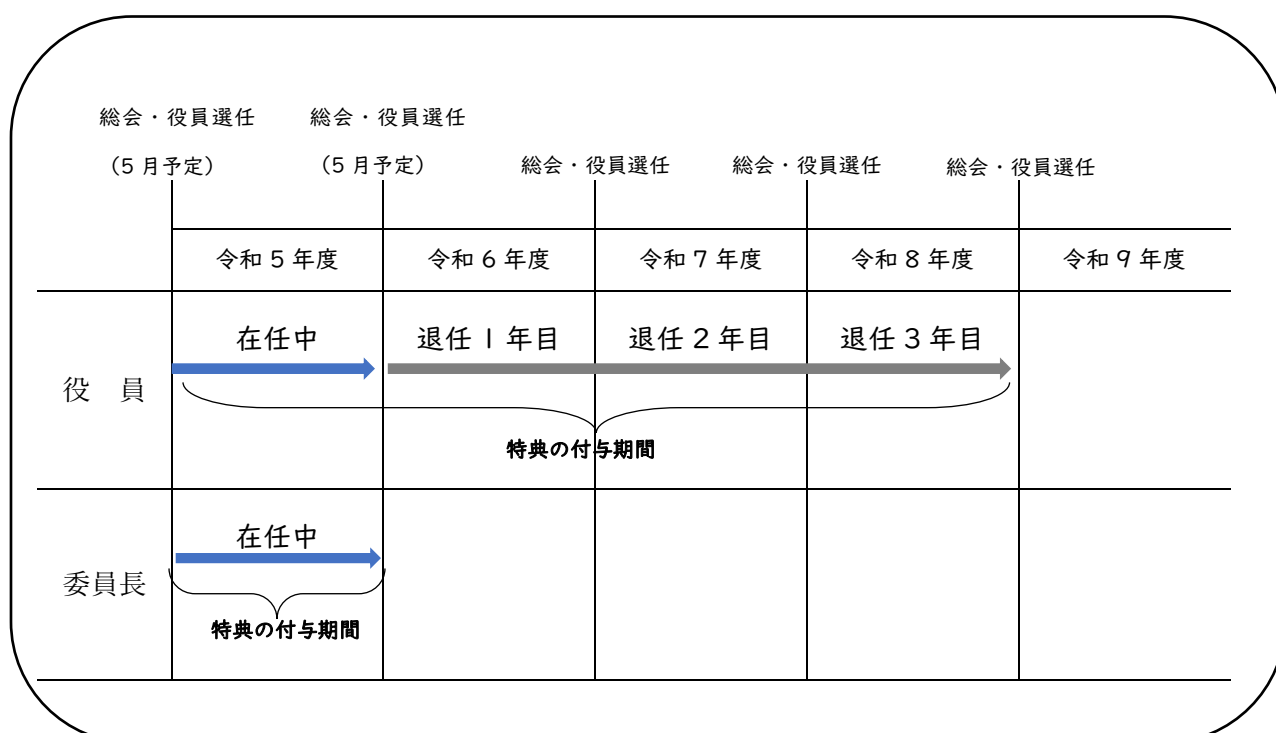 総会・役員選任 総会・役員選任
(5月予定) (5月予定) 総会・役員選任 総会・役員選任 総会・役員選任
令和5年度 令和6年度 令和7年度 令和8年度 令和9年度
在任中 退任1年目 退任2年目 退任3年目
役 員
特典の付与期間
在任中
委員長
特典の付与期間